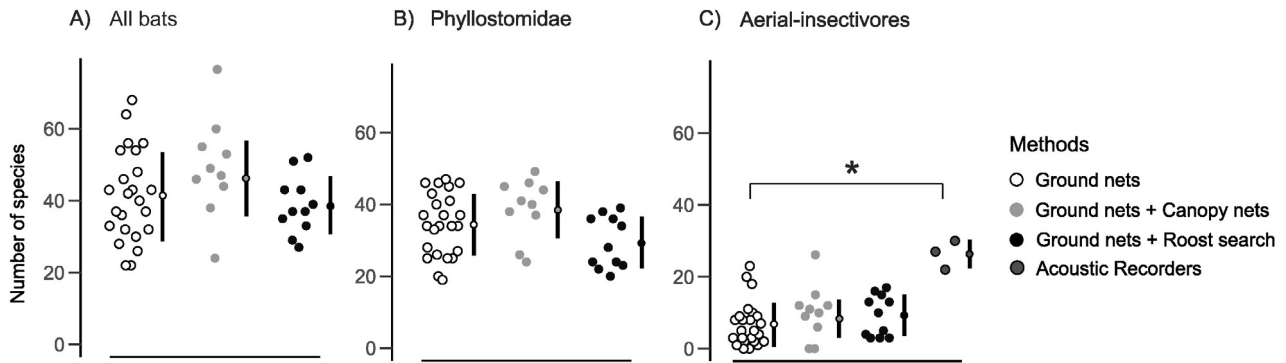 A) All bats
B) Phyllostomidae
C) Aerial-insectivores
Number of species
60
40
20
0
60
40
20
0
60
40
20
0
*
Methods
Ground nets
Ground nets + Canopy nets
Ground nets + Roost search
Acoustic Recorders